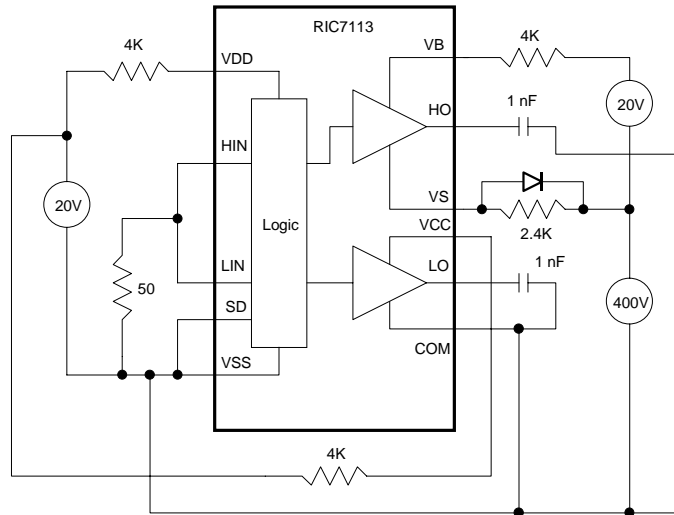 RIC7113
4K
VDD
VB
4K
20V
HO
1 nF
HIN
20V
Logic
VS
VCC
2.4K
LIN
LO
1 nF
50
SD
400V
COM
VSS
4K